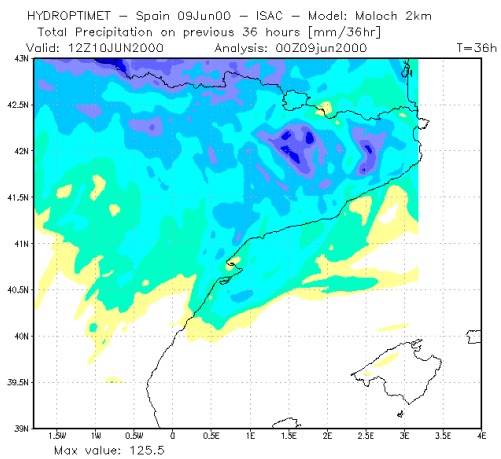 HYDROPTIMET – Spain 09Jun00 – ISAC – Model: Moloch 2km
Total Precipitation on previous 36 hours [mm/36hr]
Valid: 12Z10JUN2000 Analysis: 00Z09jun2000 T=36h
43N
42.5N
42N
41.5N
41N
40.5N
40N
39.5N
39N
1.5W 1W 0.5W 0 0.5E 1E 1.5E 2E 2.5E 3E 3.5E 4E
Max value: 125.5